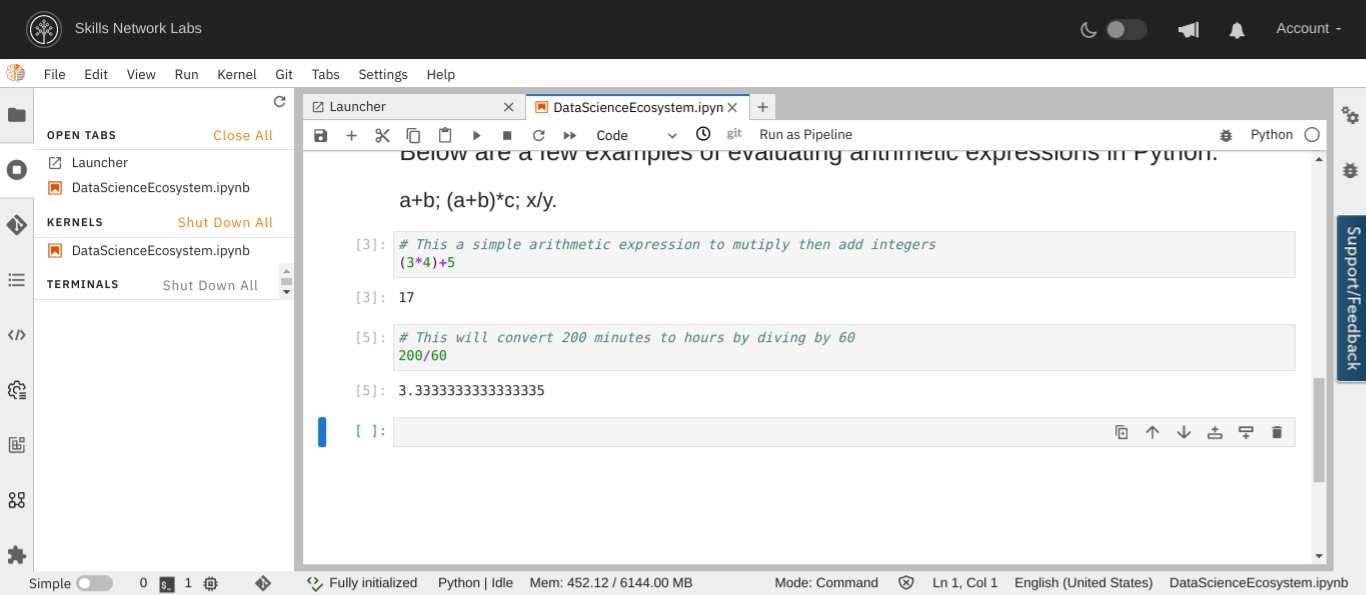 Skills Network Labs
Account
File Edit View Run Kernel Git Tabs Settings Help
Launcher
DataScienceEcosystem.ipyn
OPEN TABS
Close All
Launcher
DataScienceEcosystem.ipynb
KERNELS
Shut Down All
DataScienceEcosystem.ipynb
TERMINALS
Shut Down All
Code
git
Run as Pipeline
Python
Below are a few examples of evaluating arithmetic expressions in Python.
a+b; (a+b)*c; x/y.
[3]: # This a simple arithmetic expression to mutiply then add integers
(3*4)+5
[3]: 17
[5]: # This will convert 200 minutes to hours by diving by 60
200/60
[5]: 3.3333333333333335
[ ]:
Support/Feedback
Simple 0 $_ 1 Fully initialized Python | Idle Mem: 452.12 / 6144.00 MB Mode: Command Ln 1, Col 1 English (United States) DataScienceEcosystem.ipynb